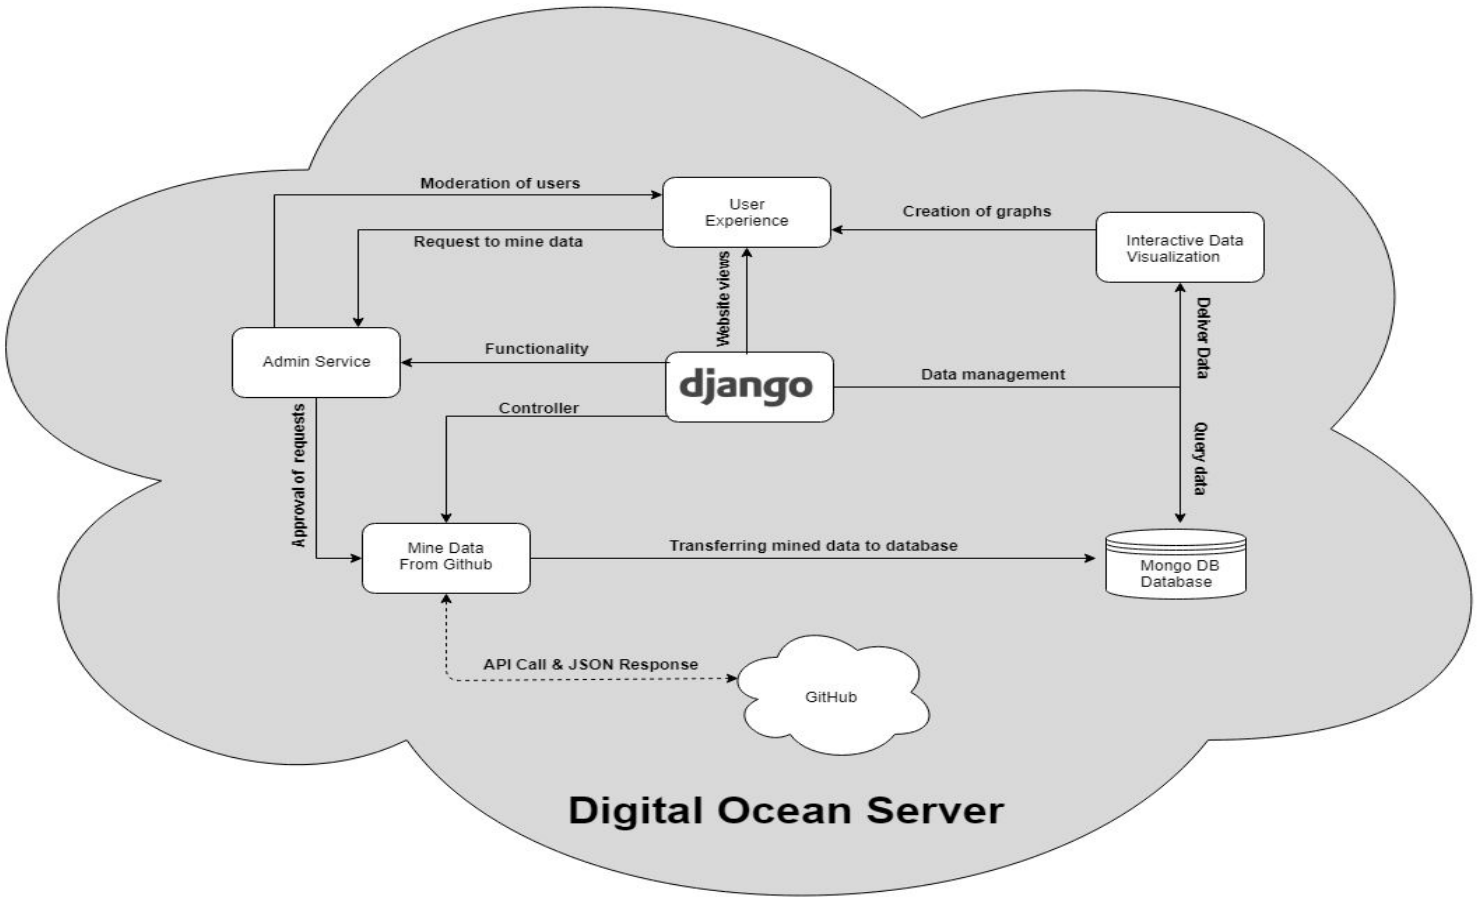 Moderation of users
User
Experience
Creation of graphs
Request to mine data
Interactive Data
Visualization
Website views
Deliver Data
Admin Service
Functionality
django
Data management
Controller
Approval of requests
Query data
Mine Data
From Github
Transferring mined data to database
Mongo DB
Database
API Call & JSON Response
GitHub
Digital Ocean Server